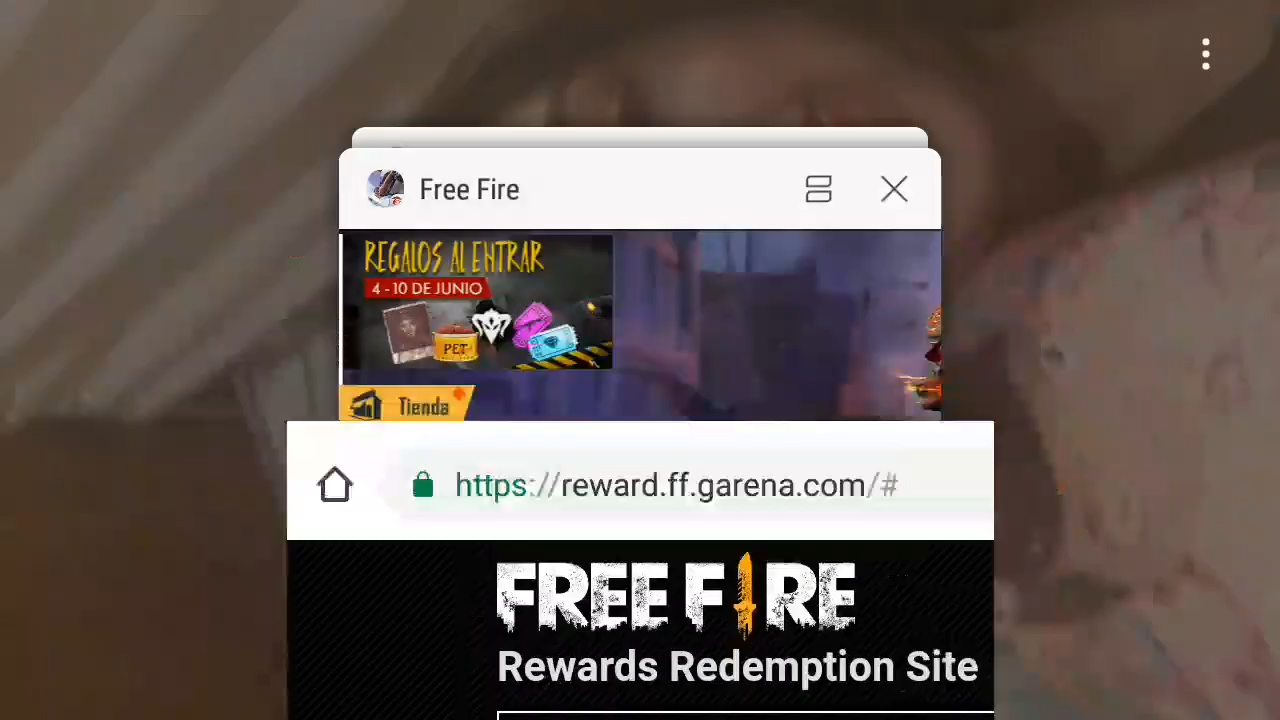 Free Fire
REGALOS AL ENTRAR
4 - 10 DE JUNIO
PET
Tienda
https://reward.ff.garena.com/#
FREE FIRE
Rewards Redemption Site